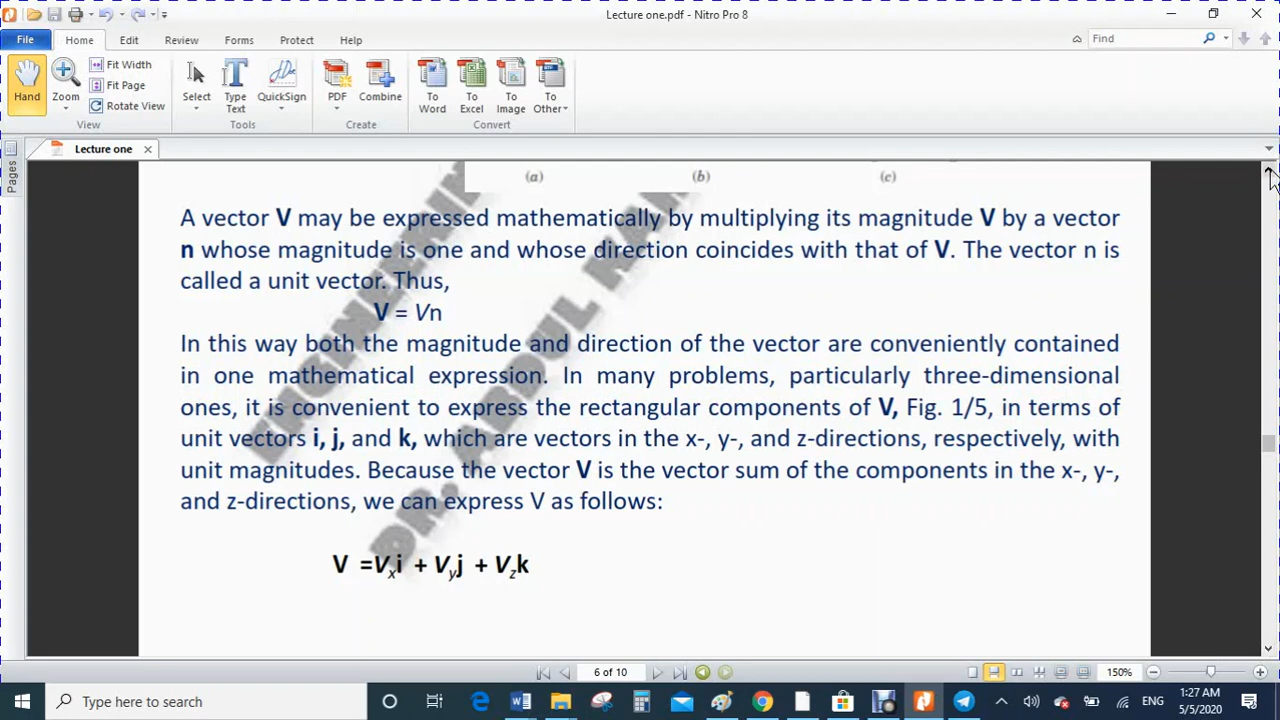 Lecture one.pdf - Nitro Pro 8
File Home Edit Review Forms Protect Help
Find
Hand
Zoom
Fit Width
Fit Page
Rotate View
View
Select
Type Text
QuickSign
Tools
PDF
Combine
Create
To Word
To Excel
To Image
To Other
Convert
Lecture one
Pages
(a) (b) (c)
A vector V may be expressed mathematically by multiplying its magnitude V by a vector
n whose magnitude is one and whose direction coincides with that of V. The vector n is
called a unit vector. Thus,
V = Vn
In this way both the magnitude and direction of the vector are conveniently contained
in one mathematical expression. In many problems, particularly three-dimensional
ones, it is convenient to express the rectangular components of V, Fig. 1/5, in terms of
unit vectors i, j, and k, which are vectors in the x-, y-, and z-directions, respectively, with
unit magnitudes. Because the vector V is the vector sum of the components in the x-, y-,
and z-directions, we can express V as follows:
V =Vxi + Vyj + Vzk
DR. ABDUL
6 of 10
150%
Type here to search
ENG
1:27 AM
5/5/2020